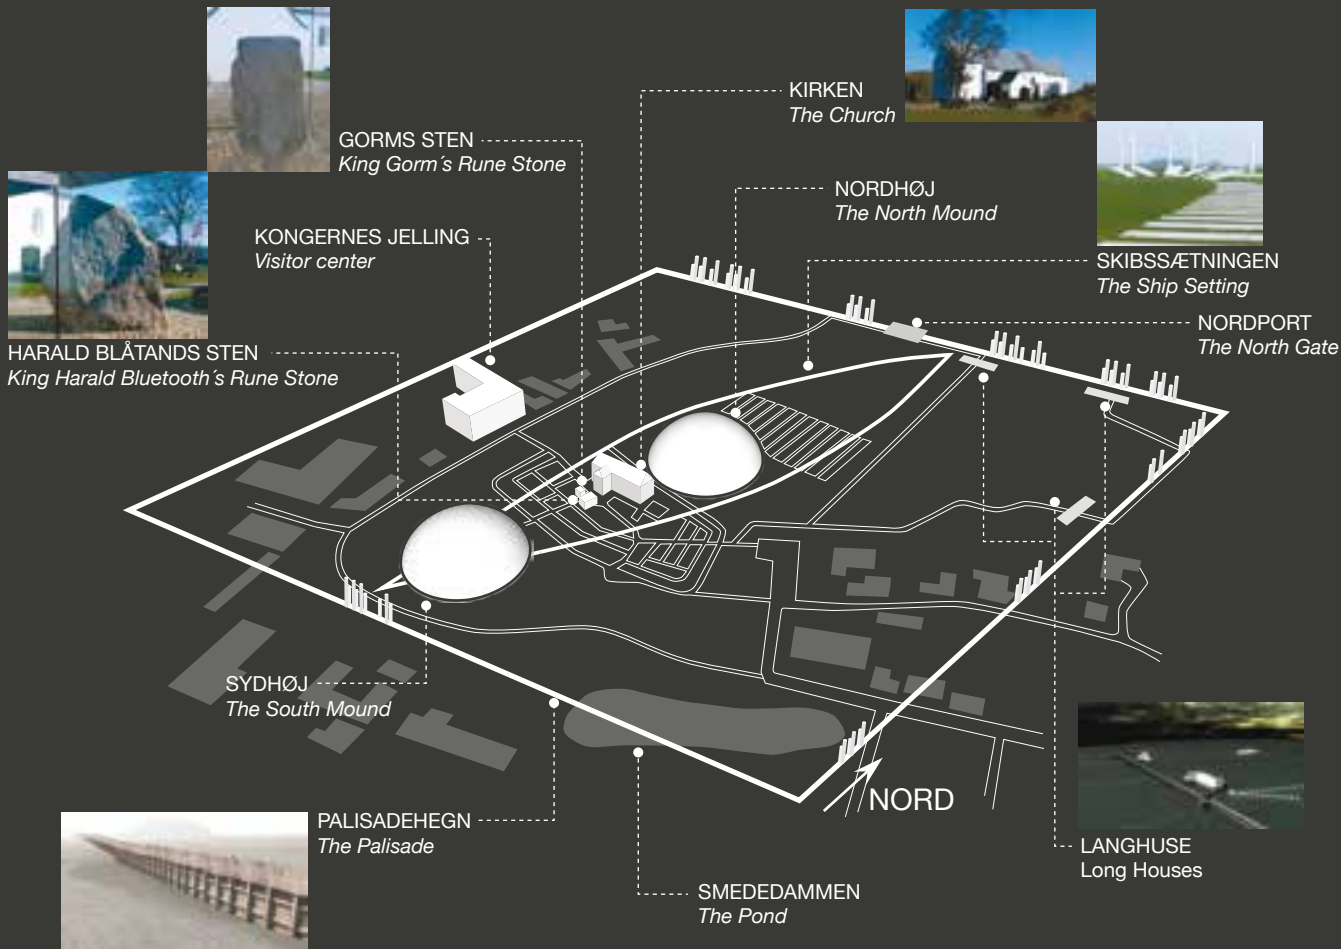 KIRKEN
The Church
GORMS STEN
King Gorm´s Rune Stone
NORDHØJ
The North Mound
KONGERNES JELLING
Visitor center
SKIBSSÆTNINGEN
The Ship Setting
NORDPORT
The North Gate
HARALD BLÅTANDS STEN
King Harald Bluetooth´s Rune Stone
SYDHØJ
The South Mound
NORD
PALISADEHEGN
The Palisade
LANGHUSE
Long Houses
SMEDEDAMMEN
The Pond